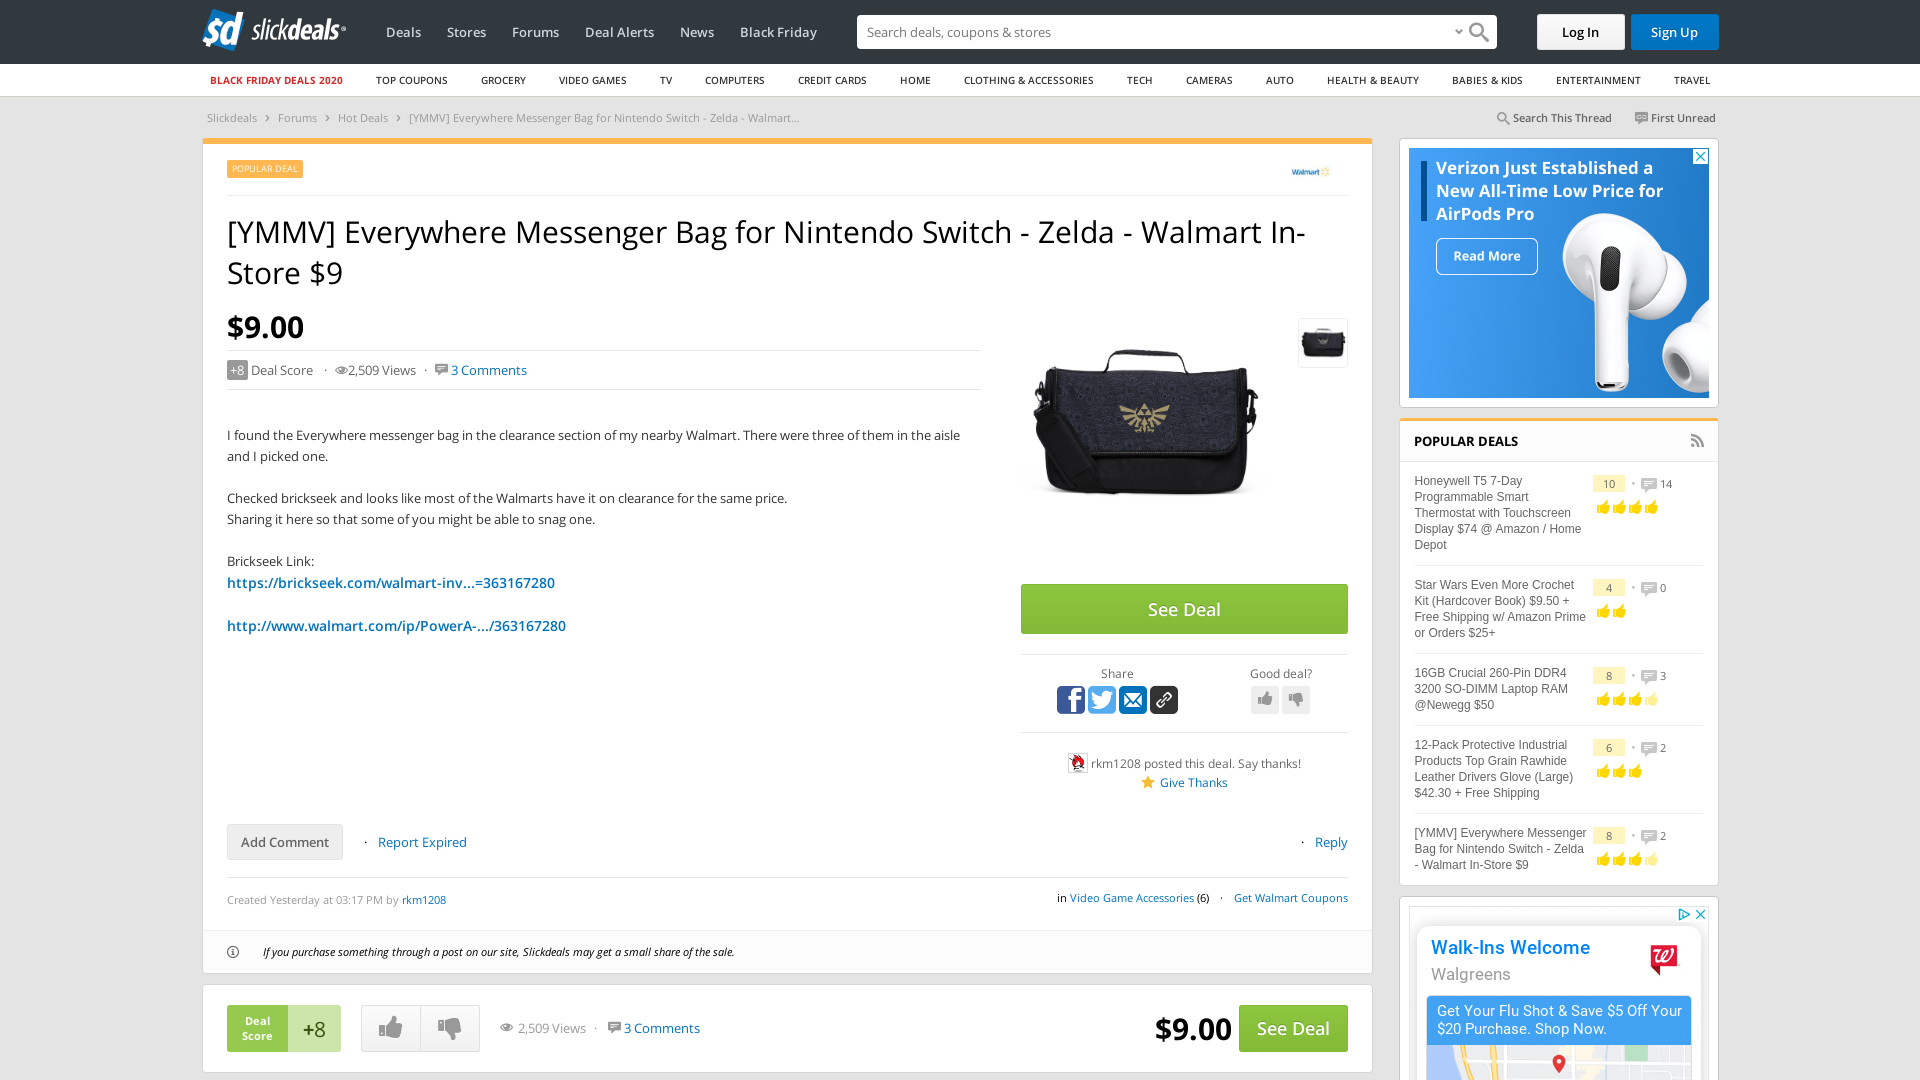 sd slickdeals
Deals Stores Forums Deal Alerts News Black Friday
Search deals, coupons & shopping stores
Log In Sign Up
BLACK FRIDAY DEALS 2020 TOP COUPONS GROCERY VIDEO GAMES TV COMPUTERS CREDIT CARDS HOME CLOTHING & ACCESSORIES TECH CAMERAS AUTO HEALTH & BEAUTY BABIES & KIDS ENTERTAINMENT TRAVEL
Slickdeals › Forums › Hot Deals › [YMMV] Everywhere Messenger Bag for Nintendo Switch - Zelda - Walmart...
Search This Thread First Unread
POPULAR DEAL
Walmart
[YMMV] Everywhere Messenger Bag for Nintendo Switch - Zelda - Walmart In-
Store $9
$9.00
+8 Deal Score · 2,509 Views · 3 Comments
I found the Everywhere messenger bag in the clearance section of my nearby Walmart. There were three of them in the aisle
and I picked one.
Checked brickseek and looks like most of the Walmarts have it on clearance for the same price.
Sharing it here so that some of you might be able to snag one.
Brickseek Link:
https://brickseek.com/walmart-inv...=363167280
http://www.walmart.com/ip/PowerA-.../363167280
See Deal
Share
Good deal?
rkm1208 posted this deal. Say thanks!
Give Thanks
Add Comment · Report Expired
· Reply
Created Yesterday at 03:17 PM by rkm1208
in Video Game Accessories (6) · Get Walmart Coupons
If you purchase something through a post on our site, Slickdeals may get a small share of the sale.
Deal
Score
+8
2,509 Views · 3 Comments
$9.00
See Deal
Verizon Just Established a
New All-Time Low Price for
AirPods Pro
Read More
POPULAR DEALS
Honeywell T5 7-Day
Programmable Smart
Thermostat with Touchscreen
Display $74 @ Amazon / Home
Depot
10 • 14
Star Wars Even More Crochet
Kit (Hardcover Book) $9.50 +
Free Shipping w/ Amazon Prime
or Orders $25+
4 • 0
16GB Crucial 260-Pin DDR4
3200 SO-DIMM Laptop RAM
@Newegg $50
8 • 3
12-Pack Protective Industrial
Products Top Grain Rawhide
Leather Drivers Glove (Large)
$42.30 + Free Shipping
6 • 2
[YMMV] Everywhere Messenger
Bag for Nintendo Switch - Zelda
- Walmart In-Store $9
8 • 2
Walk-Ins Welcome
Walgreens
Get Your Flu Shot & Save $5 Off Your
$20 Purchase. Shop Now.